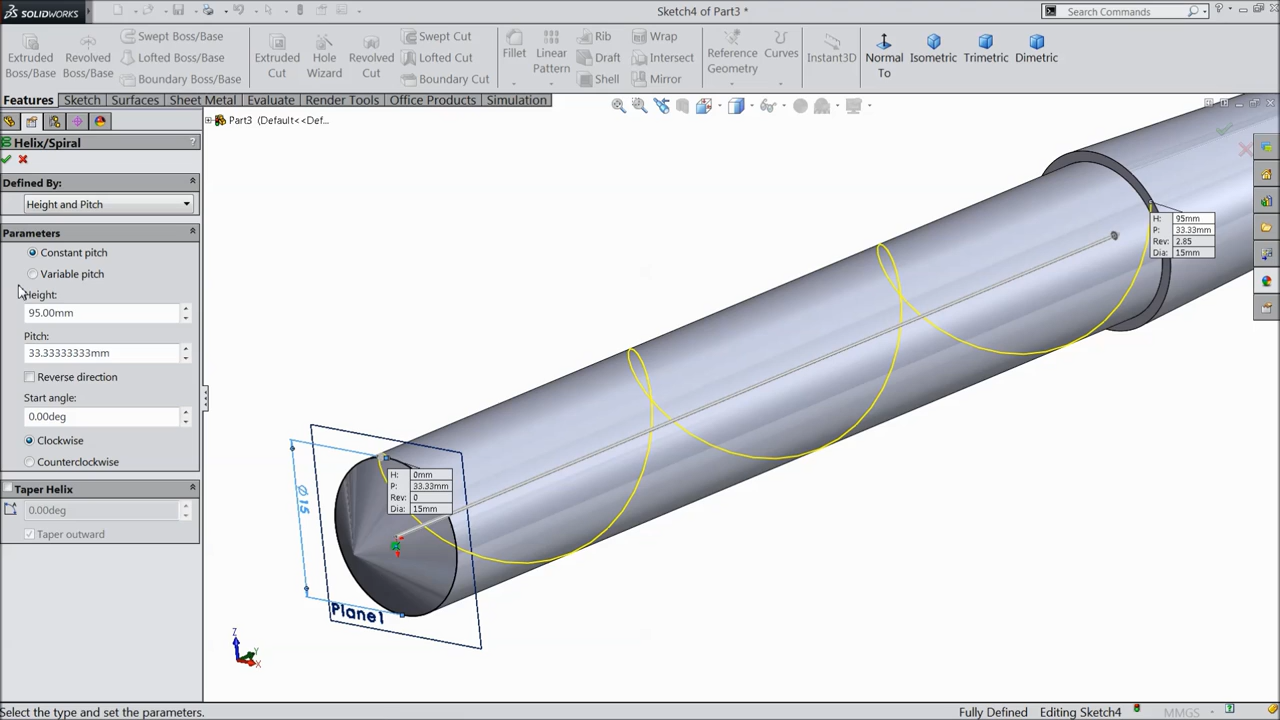 SOLIDWORKS
Sketch4 of Part3 *
Search Commands
Extruded Boss/Base
Revolved Boss/Base
Swept Boss/Base
Lofted Boss/Base
Boundary Boss/Base
Extruded Cut
Hole Wizard
Revolved Cut
Swept Cut
Lofted Cut
Boundary Cut
Fillet
Linear Pattern
Rib
Draft
Shell
Wrap
Intersect
Mirror
Reference Geometry
Curves
Instant3D
Normal To
Isometric
Trimetric
Dimetric
Features
Sketch
Surfaces
Sheet Metal
Evaluate
Render Tools
Office Products
Simulation
Part3 (Default<<Def...
Helix/Spiral
?
Defined By:
Height and Pitch
Parameters
Constant pitch
Variable pitch
Height:
95.00mm
Pitch:
33.33333333mm
Reverse direction
Start angle:
0.00deg
Clockwise
Counterclockwise
Taper Helix
0.00deg
Taper outward
H: 95mm
P: 33.33mm
Rev: 2.85
Dia: 15mm
H: 0mm
P: 33.33mm
Rev: 0
Dia: 15mm
Ø15
Plane1
Z
Y
X
Select the type and set the parameters.
Fully Defined
Editing Sketch4
MMGS